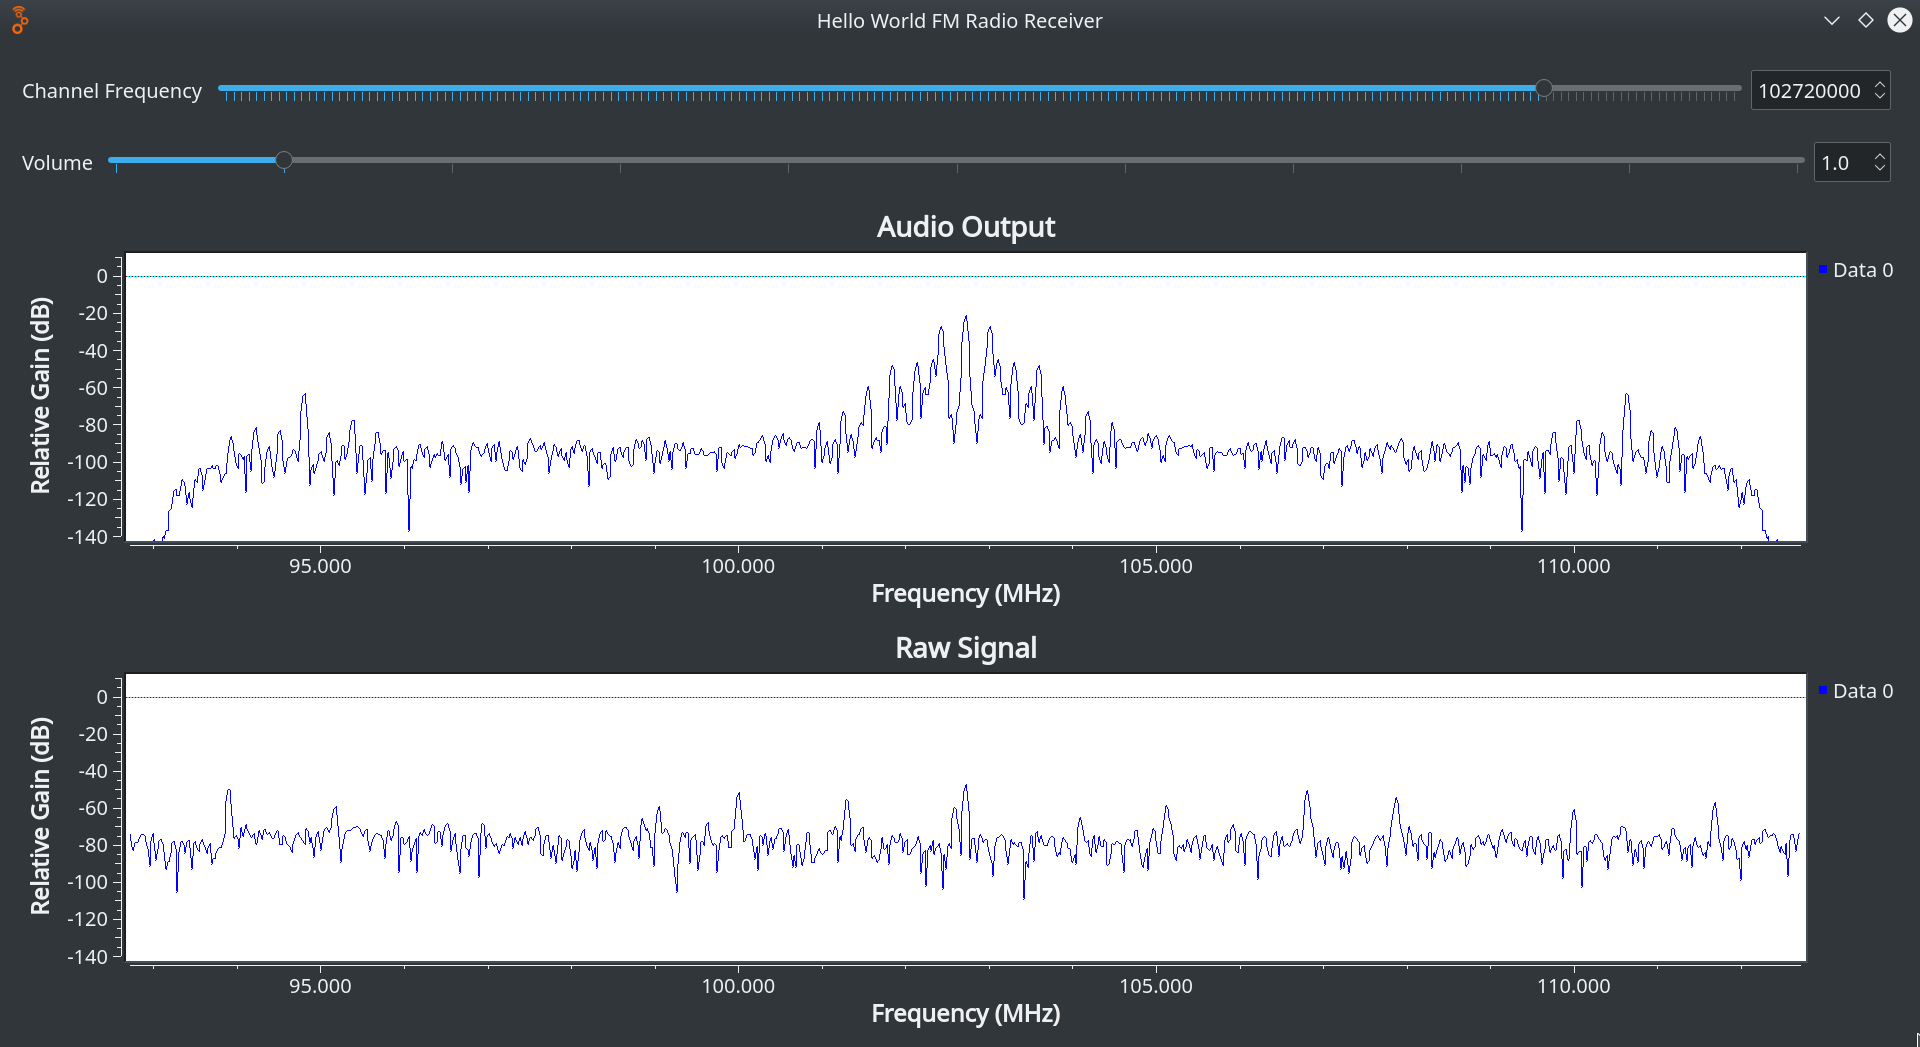 Hello World FM Radio Receiver
Channel Frequency
102720000
Volume
1.0
Audio Output
Relative Gain (dB)
0
-20
-40
-60
-80
-100
-120
-140
Data 0
95.000 100.000 105.000 110.000
Frequency (MHz)
Raw Signal
Relative Gain (dB)
0
-20
-40
-60
-80
-100
-120
-140
Data 0
95.000 100.000 105.000 110.000
Frequency (MHz)